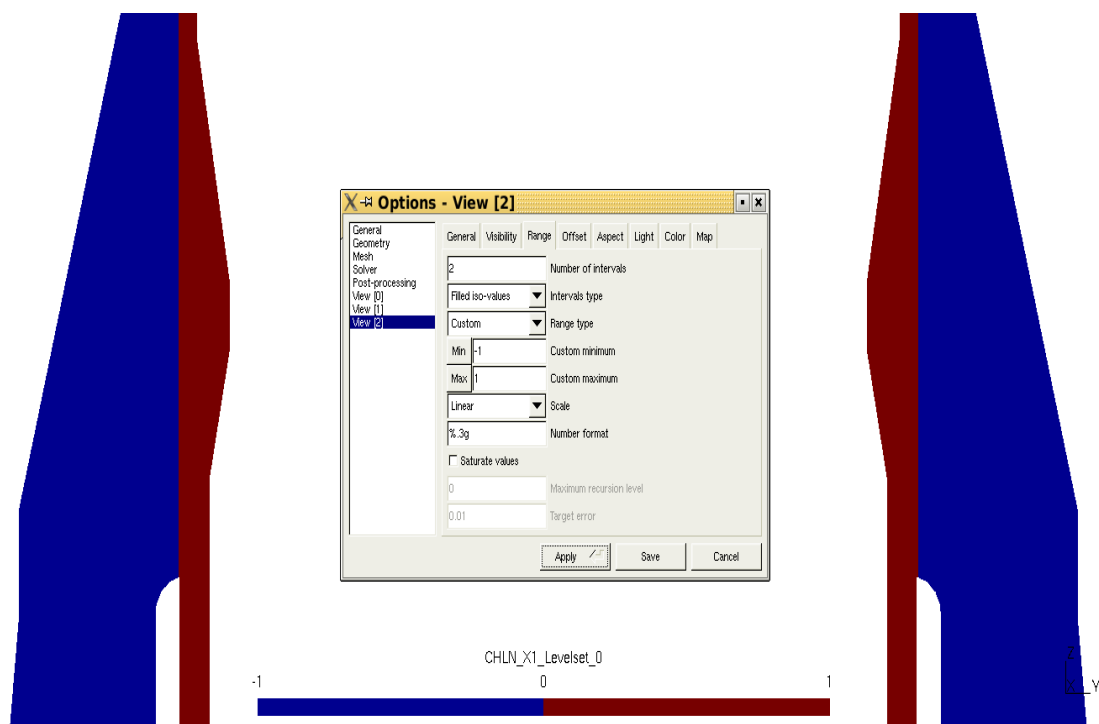 Options - View [2]
General
Geometry
Mesh
Solver
Post-processing
View [0]
View [1]
View [2]
General Visibility Range Offset Aspect Light Color Map
2 Number of intervals
Filled iso-values Intervals type
Custom Range type
Min -1 Custom minimum
Max 1 Custom maximum
Linear Scale
%.3g Number format
Saturate values
0 Maximum recursion level
0.01 Target error
Apply Save Cancel
CHLN_X1_Levelset_0
-1 0 1
Z
X Y